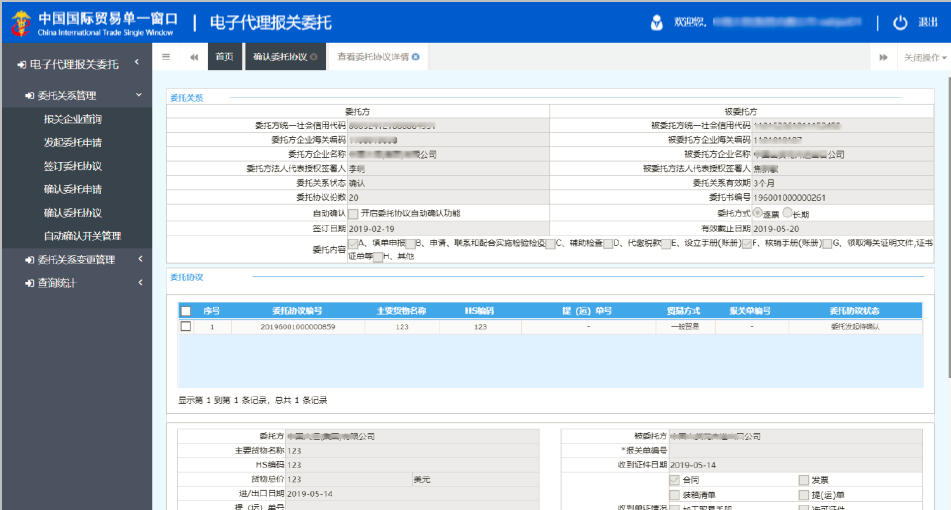 中国国际贸易单一窗口
China International Trade Single Window
电子代理报关委托
欢迎您,
退出
电子代理报关委托
首页
确认委托协议
查看委托协议详情
关闭操作
委托关系管理
报关企业查询
发起委托申请
签订委托协议
确认委托申请
确认委托协议
自动确认开关管理
委托关系变更管理
查询统计
委托关系
委托方 被委托方
委托方统一社会信用代码 被委托方统一社会信用代码
委托方企业海关编码 被委托方企业海关编码
委托方企业名称 公司 被委托方企业名称 公司
委托方法人代表授权签署人 李明 被委托方法人代表授权签署人
委托关系状态 确认 委托关系有效期 3个月
委托协议份数 20 委托书编号 196001000000261
自动确认 开启委托协议自动确认功能 委托方式 逐票 长期
签订日期 2019-02-19 有效截止日期 2019-05-20
委托内容 A、填单申报 B、申请、联系和配合实施检验检疫 C、辅助检查 D、代缴税款 E、设立手册(账册) F、核销手册(账册) G、领取海关证明文件,证书
证单等 H、其他
委托协议
序号 委托协议编号 主要货物名称 HS编码 提（运）单号 贸易方式 报关单编号 委托协议状态
1 20196001000000859 123 123 - 一般贸易 - 委托发起待确认
显示第 1 到第 1 条记录，总共 1 条记录
委托方 公司 被委托方 公司
主要货物名称 123 *报关单编号
HS编码 123 收到证件日期 2019-05-14
货物总价 123 美元 合同 发票
进/出口日期 2019-05-14 装箱清单 提(运)单
提（运）单号 收到单证情况 加工贸易手册 许可证件